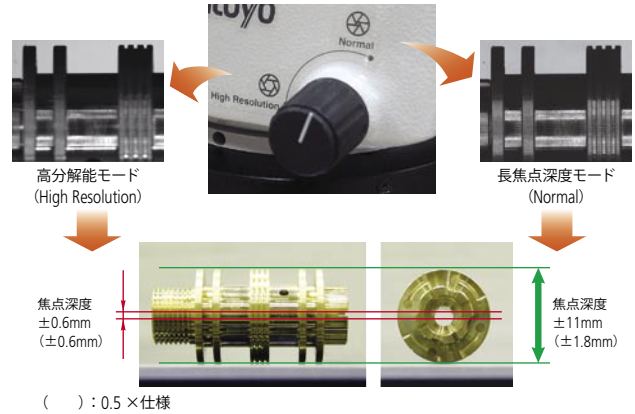 tuyo
Normal
High Resolution
高分解能モード
(High Resolution)
長焦点深度モード
(Normal)
焦点深度
±0.6mm
(±0.6mm)
焦点深度
±11mm
(±1.8mm)
(　　):0.5 ×仕様